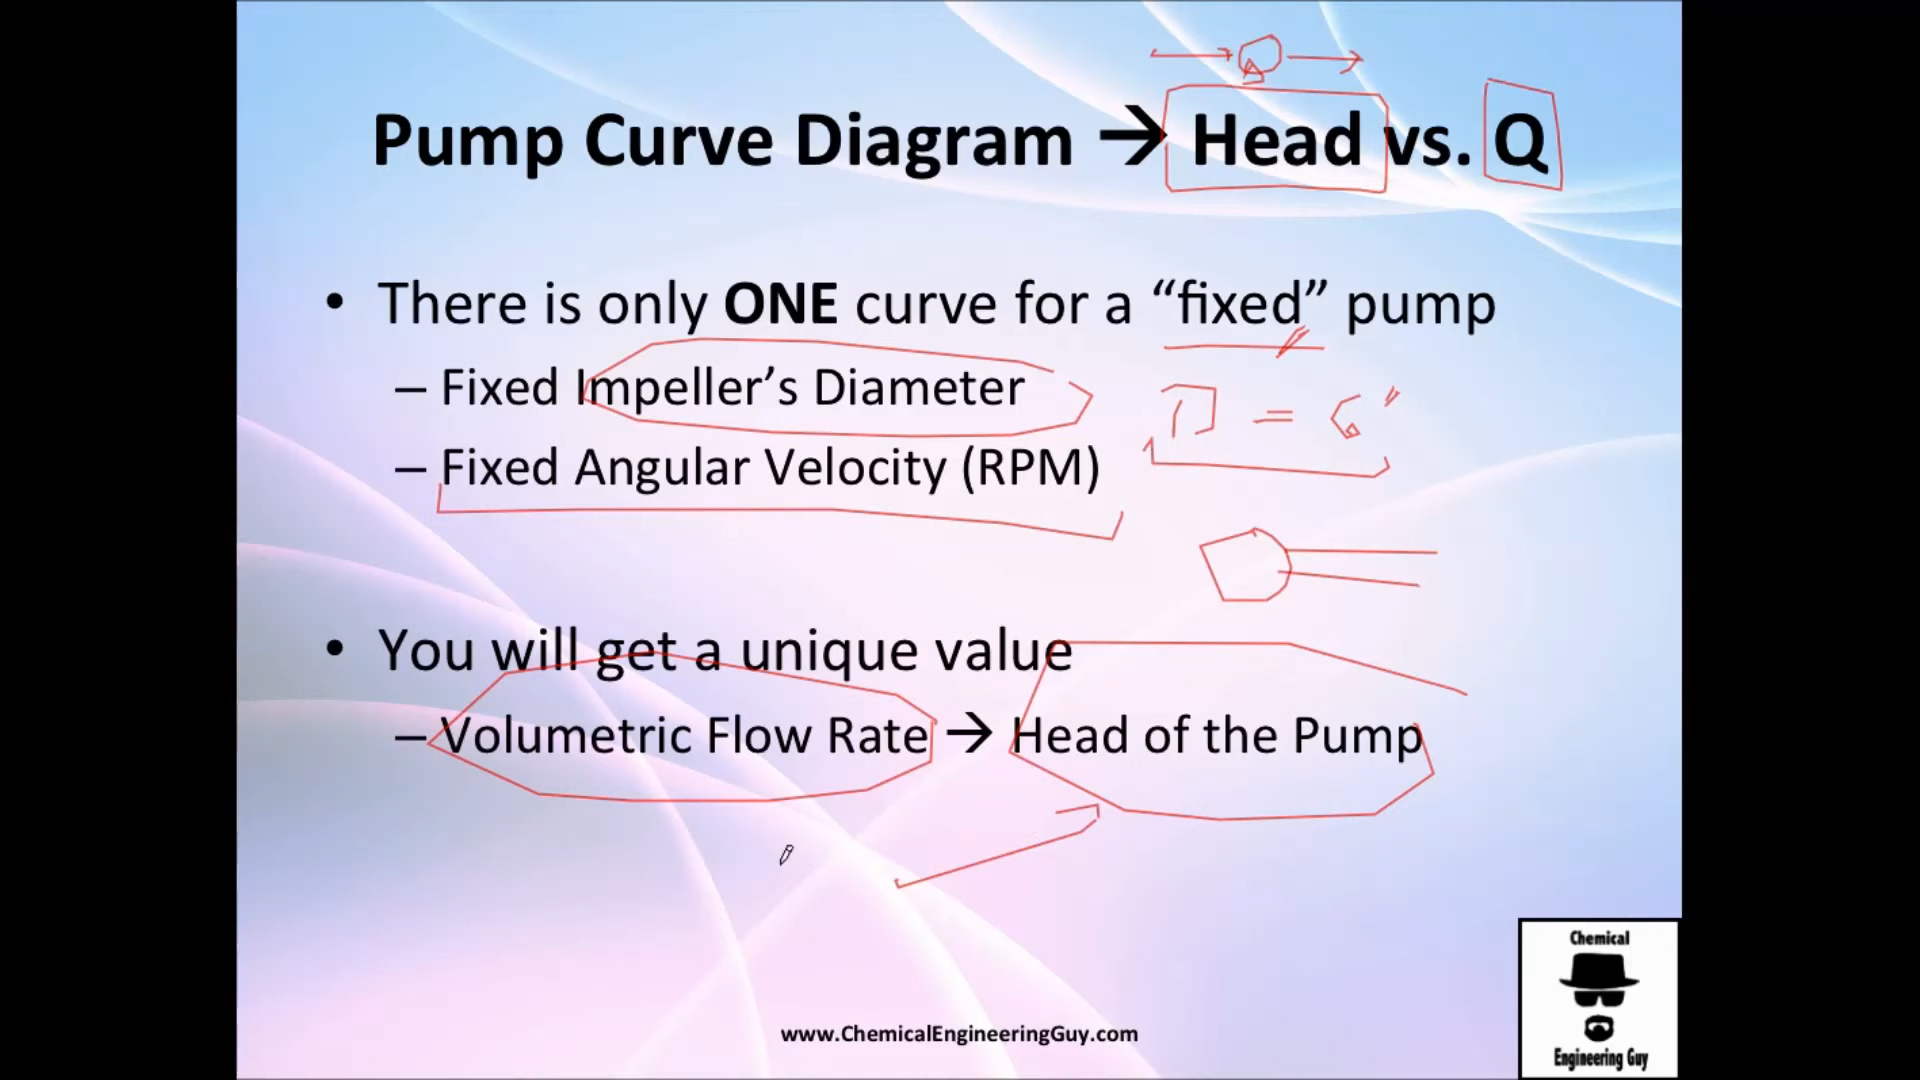 Pump Curve Diagram → Head vs. Q
• There is only ONE curve for a “fixed” pump
– Fixed Impeller’s Diameter
D = 6"
– Fixed Angular Velocity (RPM)
• You will get a unique value
– Volumetric Flow Rate → Head of the Pump
Chemical
Engineering Guy
www.ChemicalEngineeringGuy.com